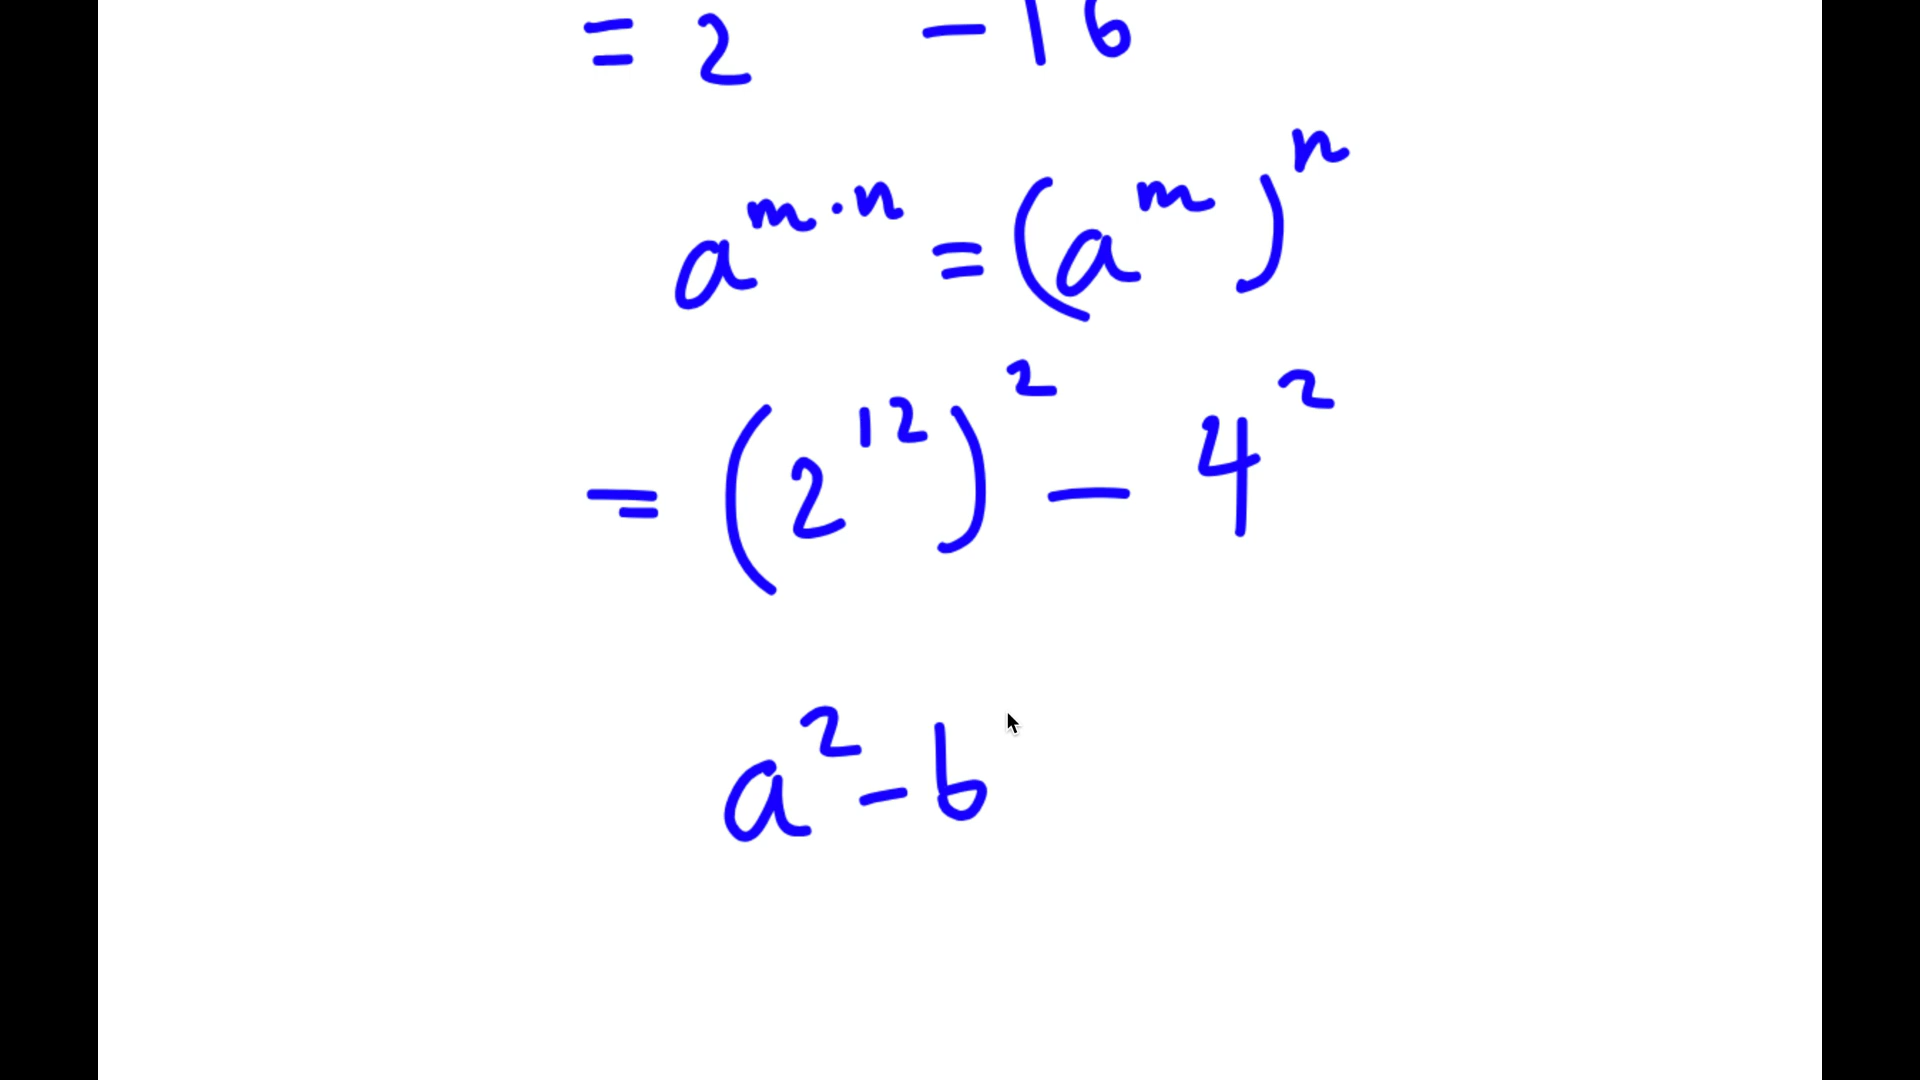 = 2 - 16
a^{m·n} = (a^m)^n
= (2^{12})^2 - 4^2
a^2 - b